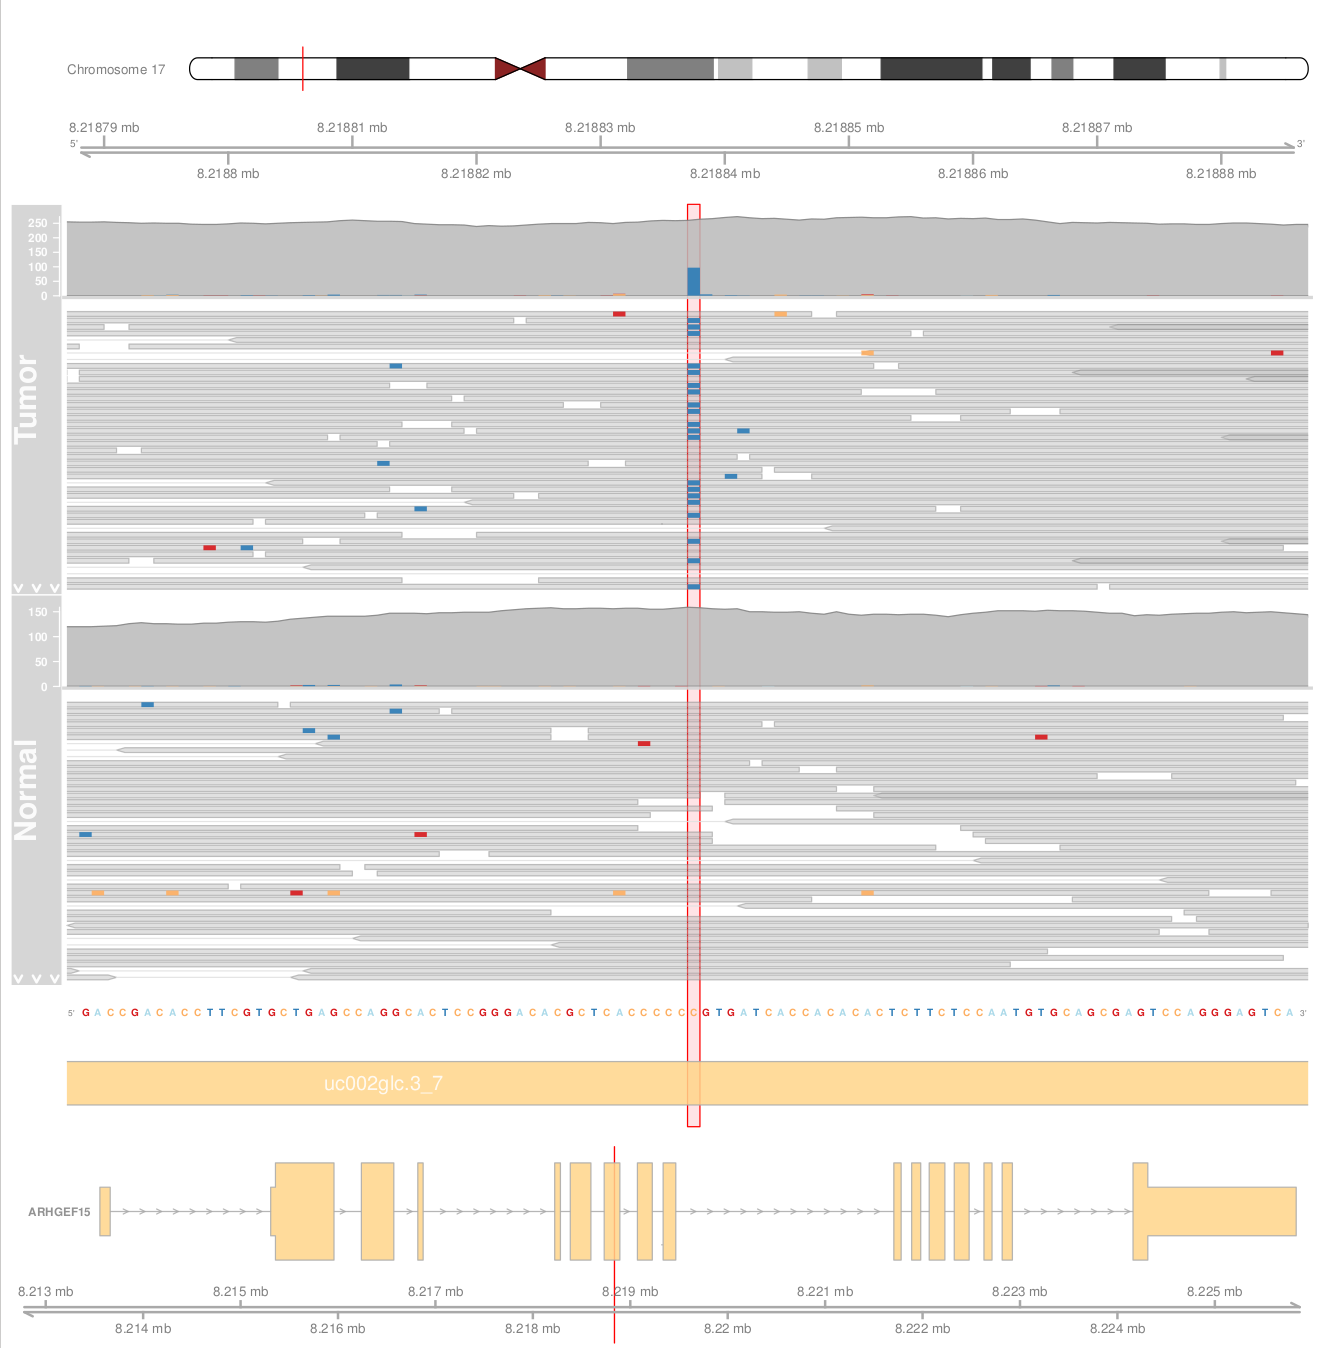 Chromosome 17
8.21879 mb 8.21881 mb 8.21883 mb 8.21885 mb 8.21887 mb
5' 3'
8.2188 mb 8.21882 mb 8.21884 mb 8.21886 mb 8.21888 mb
Tumor
250
200
150
100
50
0
Normal
150
100
50
0
5' G A C C G A C A C C T T C G T G C T G A G C C A G G C A C T C C G G G A C A C G C T C A C C C C C C G T G A T C A C C A C A C A C T C T T C T C C A A T G T G C A G C G A G T C C A G G G A G T C A 3'
uc002glc.3_7
ARHGEF15
8.213 mb 8.215 mb 8.217 mb 8.219 mb 8.221 mb 8.223 mb 8.225 mb
8.214 mb 8.216 mb 8.218 mb 8.22 mb 8.222 mb 8.224 mb